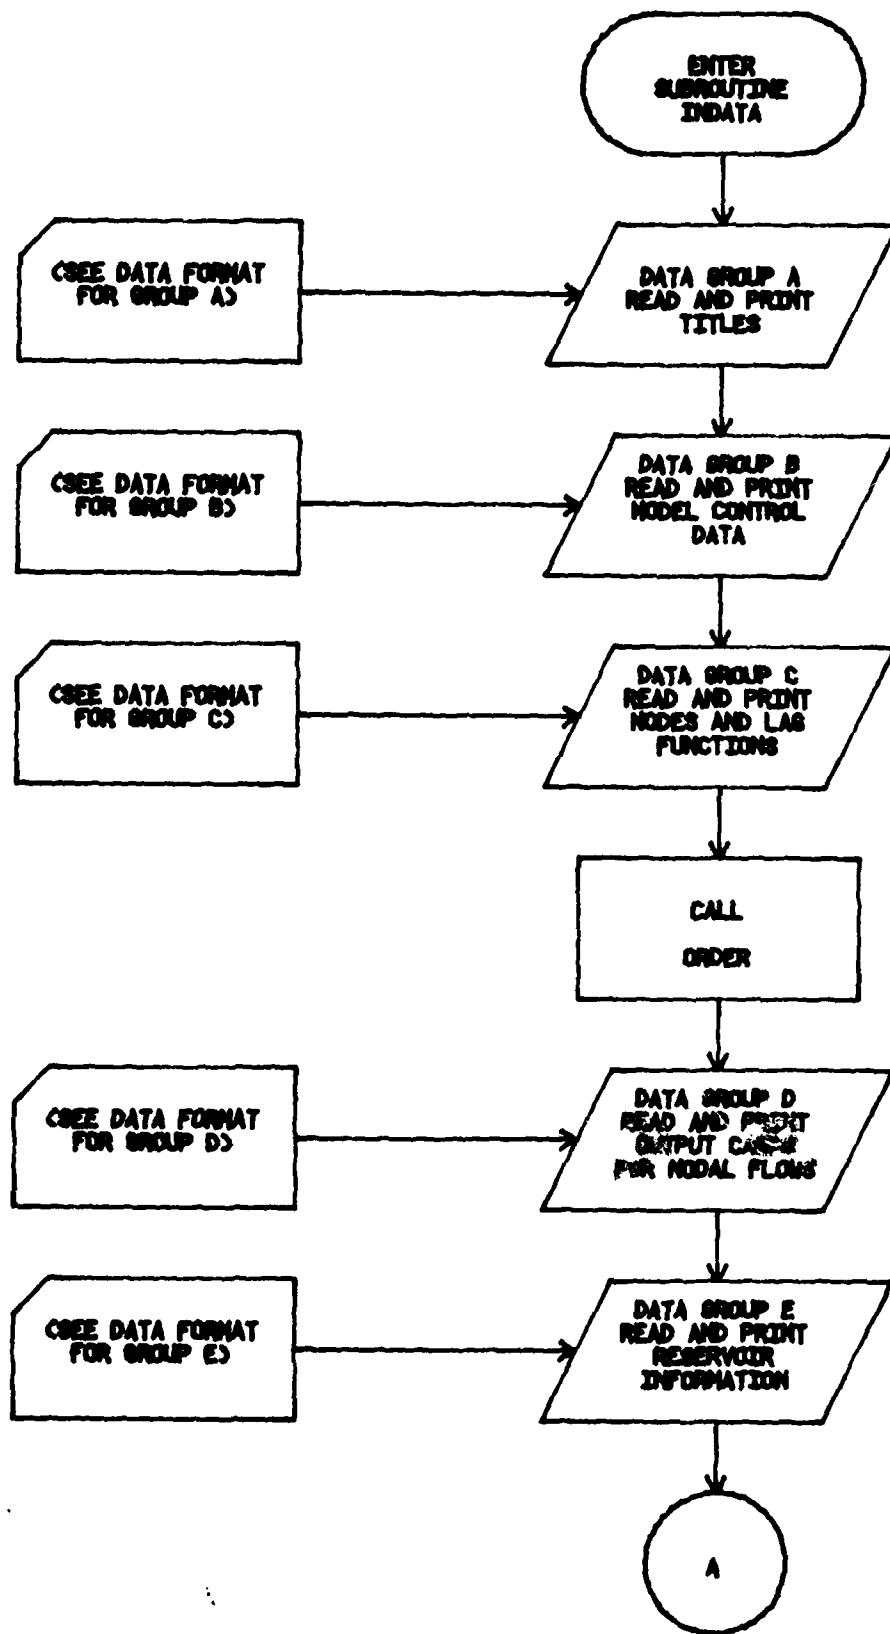 ENTER
SUBROUTINE
INDATA
(SEE DATA FORMAT
FOR GROUP A)
DATA GROUP A
READ AND PRINT
TITLES
(SEE DATA FORMAT
FOR GROUP B)
DATA GROUP B
READ AND PRINT
MODEL CONTROL
DATA
(SEE DATA FORMAT
FOR GROUP C)
DATA GROUP C
READ AND PRINT
NODES AND LAG
FUNCTIONS
CALL
ORDER
(SEE DATA FORMAT
FOR GROUP D)
DATA GROUP D
READ AND PRINT
OUTPUT
FOR NODAL FLOWS
(SEE DATA FORMAT
FOR GROUP E)
DATA GROUP E
READ AND PRINT
RESERVOIR
INFORMATION
A